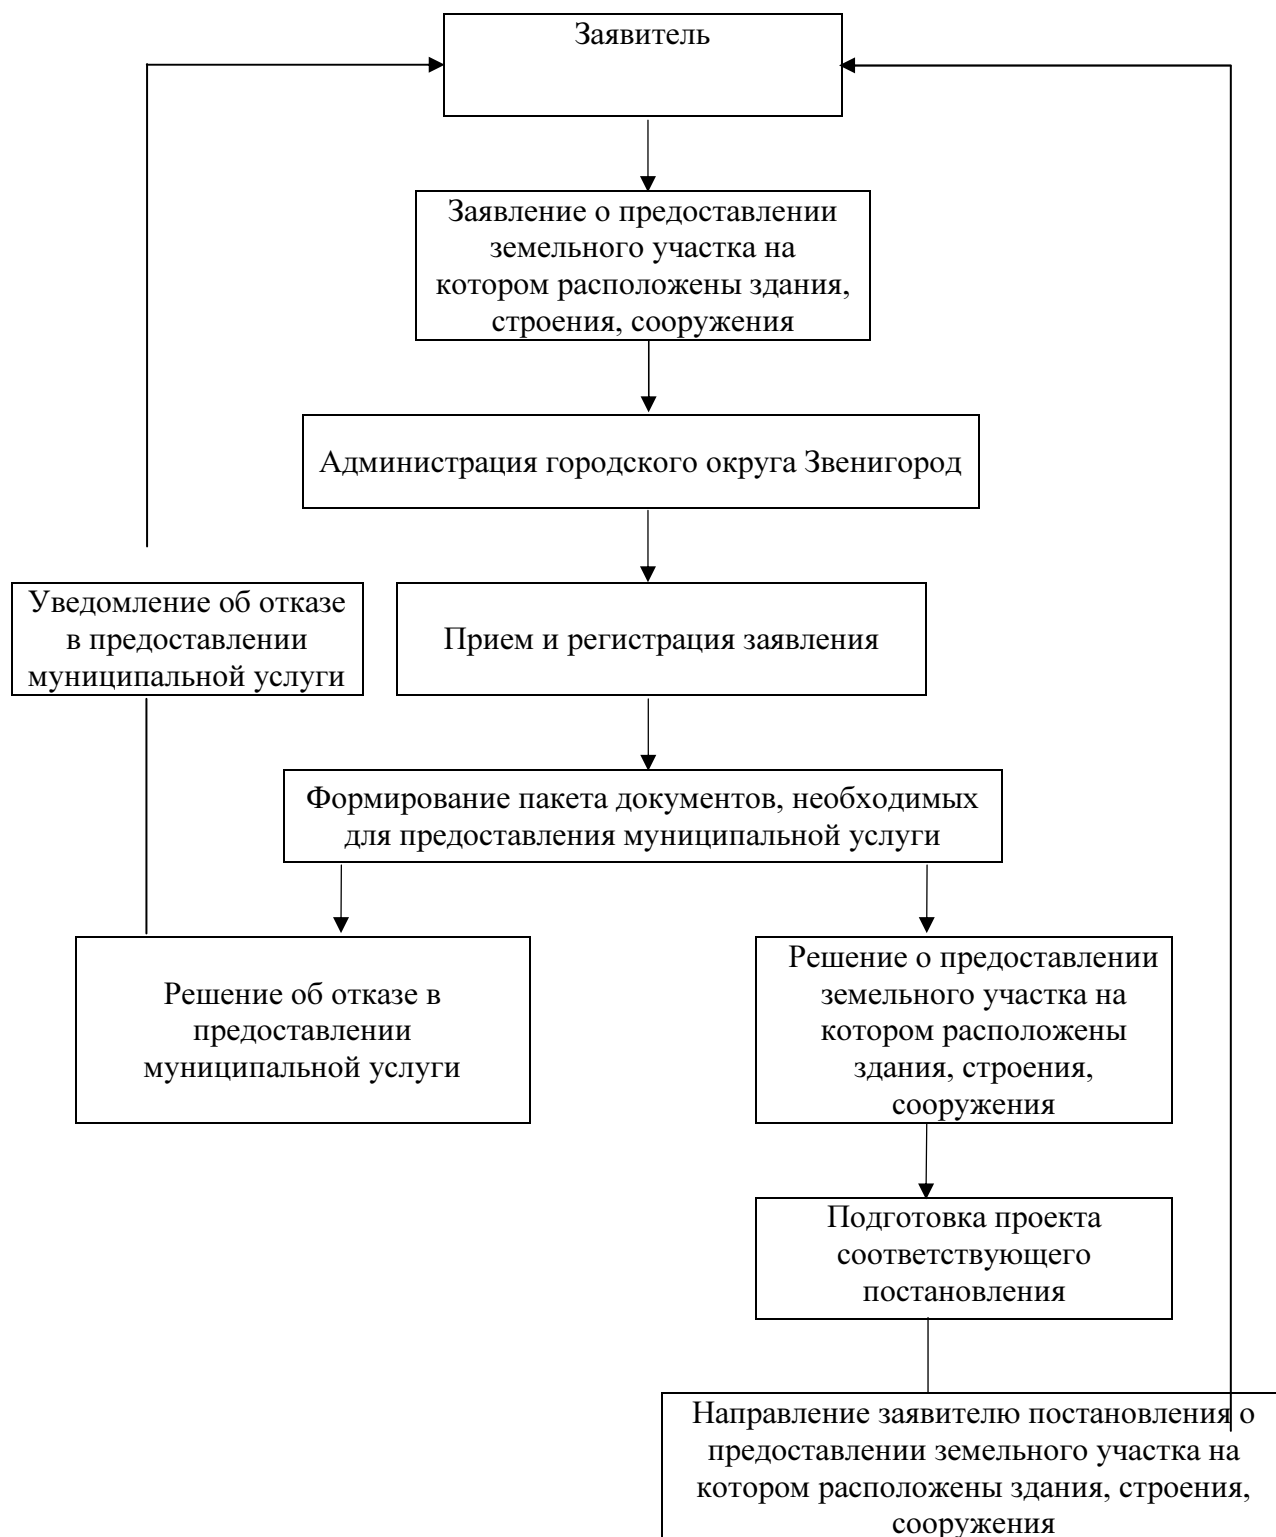 Заявитель
Заявление о предоставлении
земельного участка на
котором расположены здания,
строения, сооружения
Администрация городского округа Звенигород
Уведомление об отказе
в предоставлении
муниципальной услуги
Прием и регистрация заявления
Формирование пакета документов, необходимых
для предоставления муниципальной услуги
Решение об отказе в
предоставлении
муниципальной услуги
Решение о предоставлении
земельного участка на
котором расположены
здания, строения,
сооружения
Подготовка проекта
соответствующего
постановления
Направление заявителю постановления о
предоставлении земельного участка на
котором расположены здания, строения,
сооружения